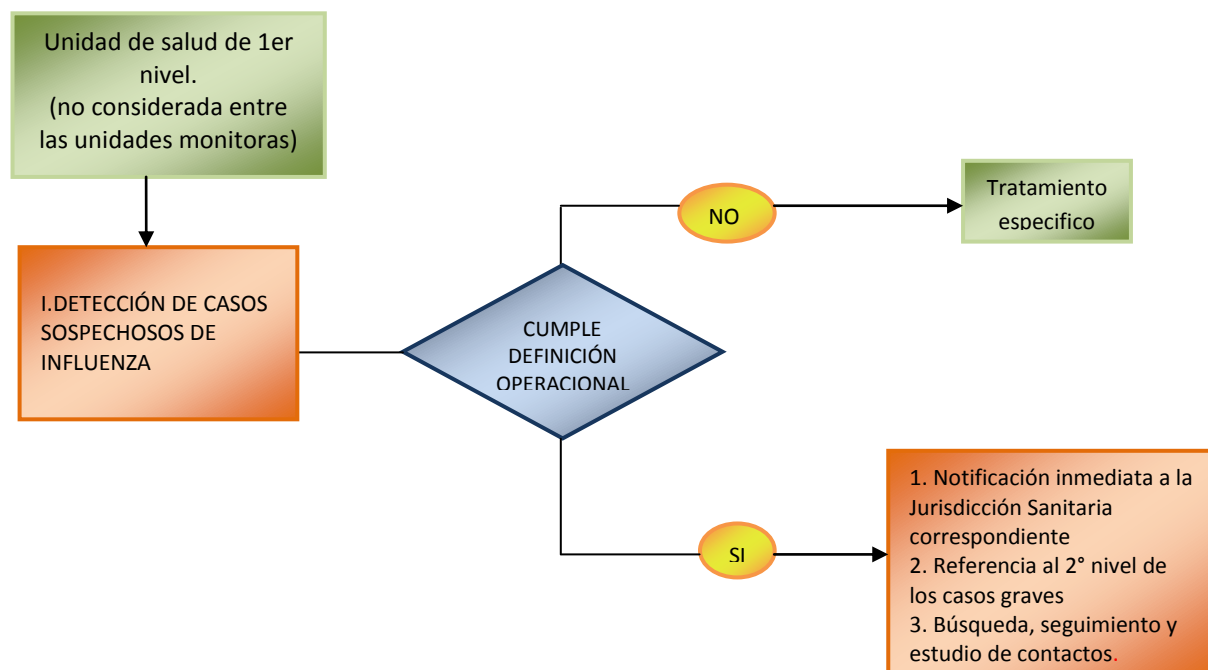 Unidad de salud de 1er
nivel.
(no considerada entre
las unidades monitoras)
I.DETECCIÓN DE CASOS
SOSPECHOSOS DE
INFLUENZA
CUMPLE
DEFINICIÓN
OPERACIONAL
NO
Tratamiento
especifico
SI
1. Notificación inmediata a la
Jurisdicción Sanitaria
correspondiente
2. Referencia al 2° nivel de
los casos graves
3. Búsqueda, seguimiento y
estudio de contactos.